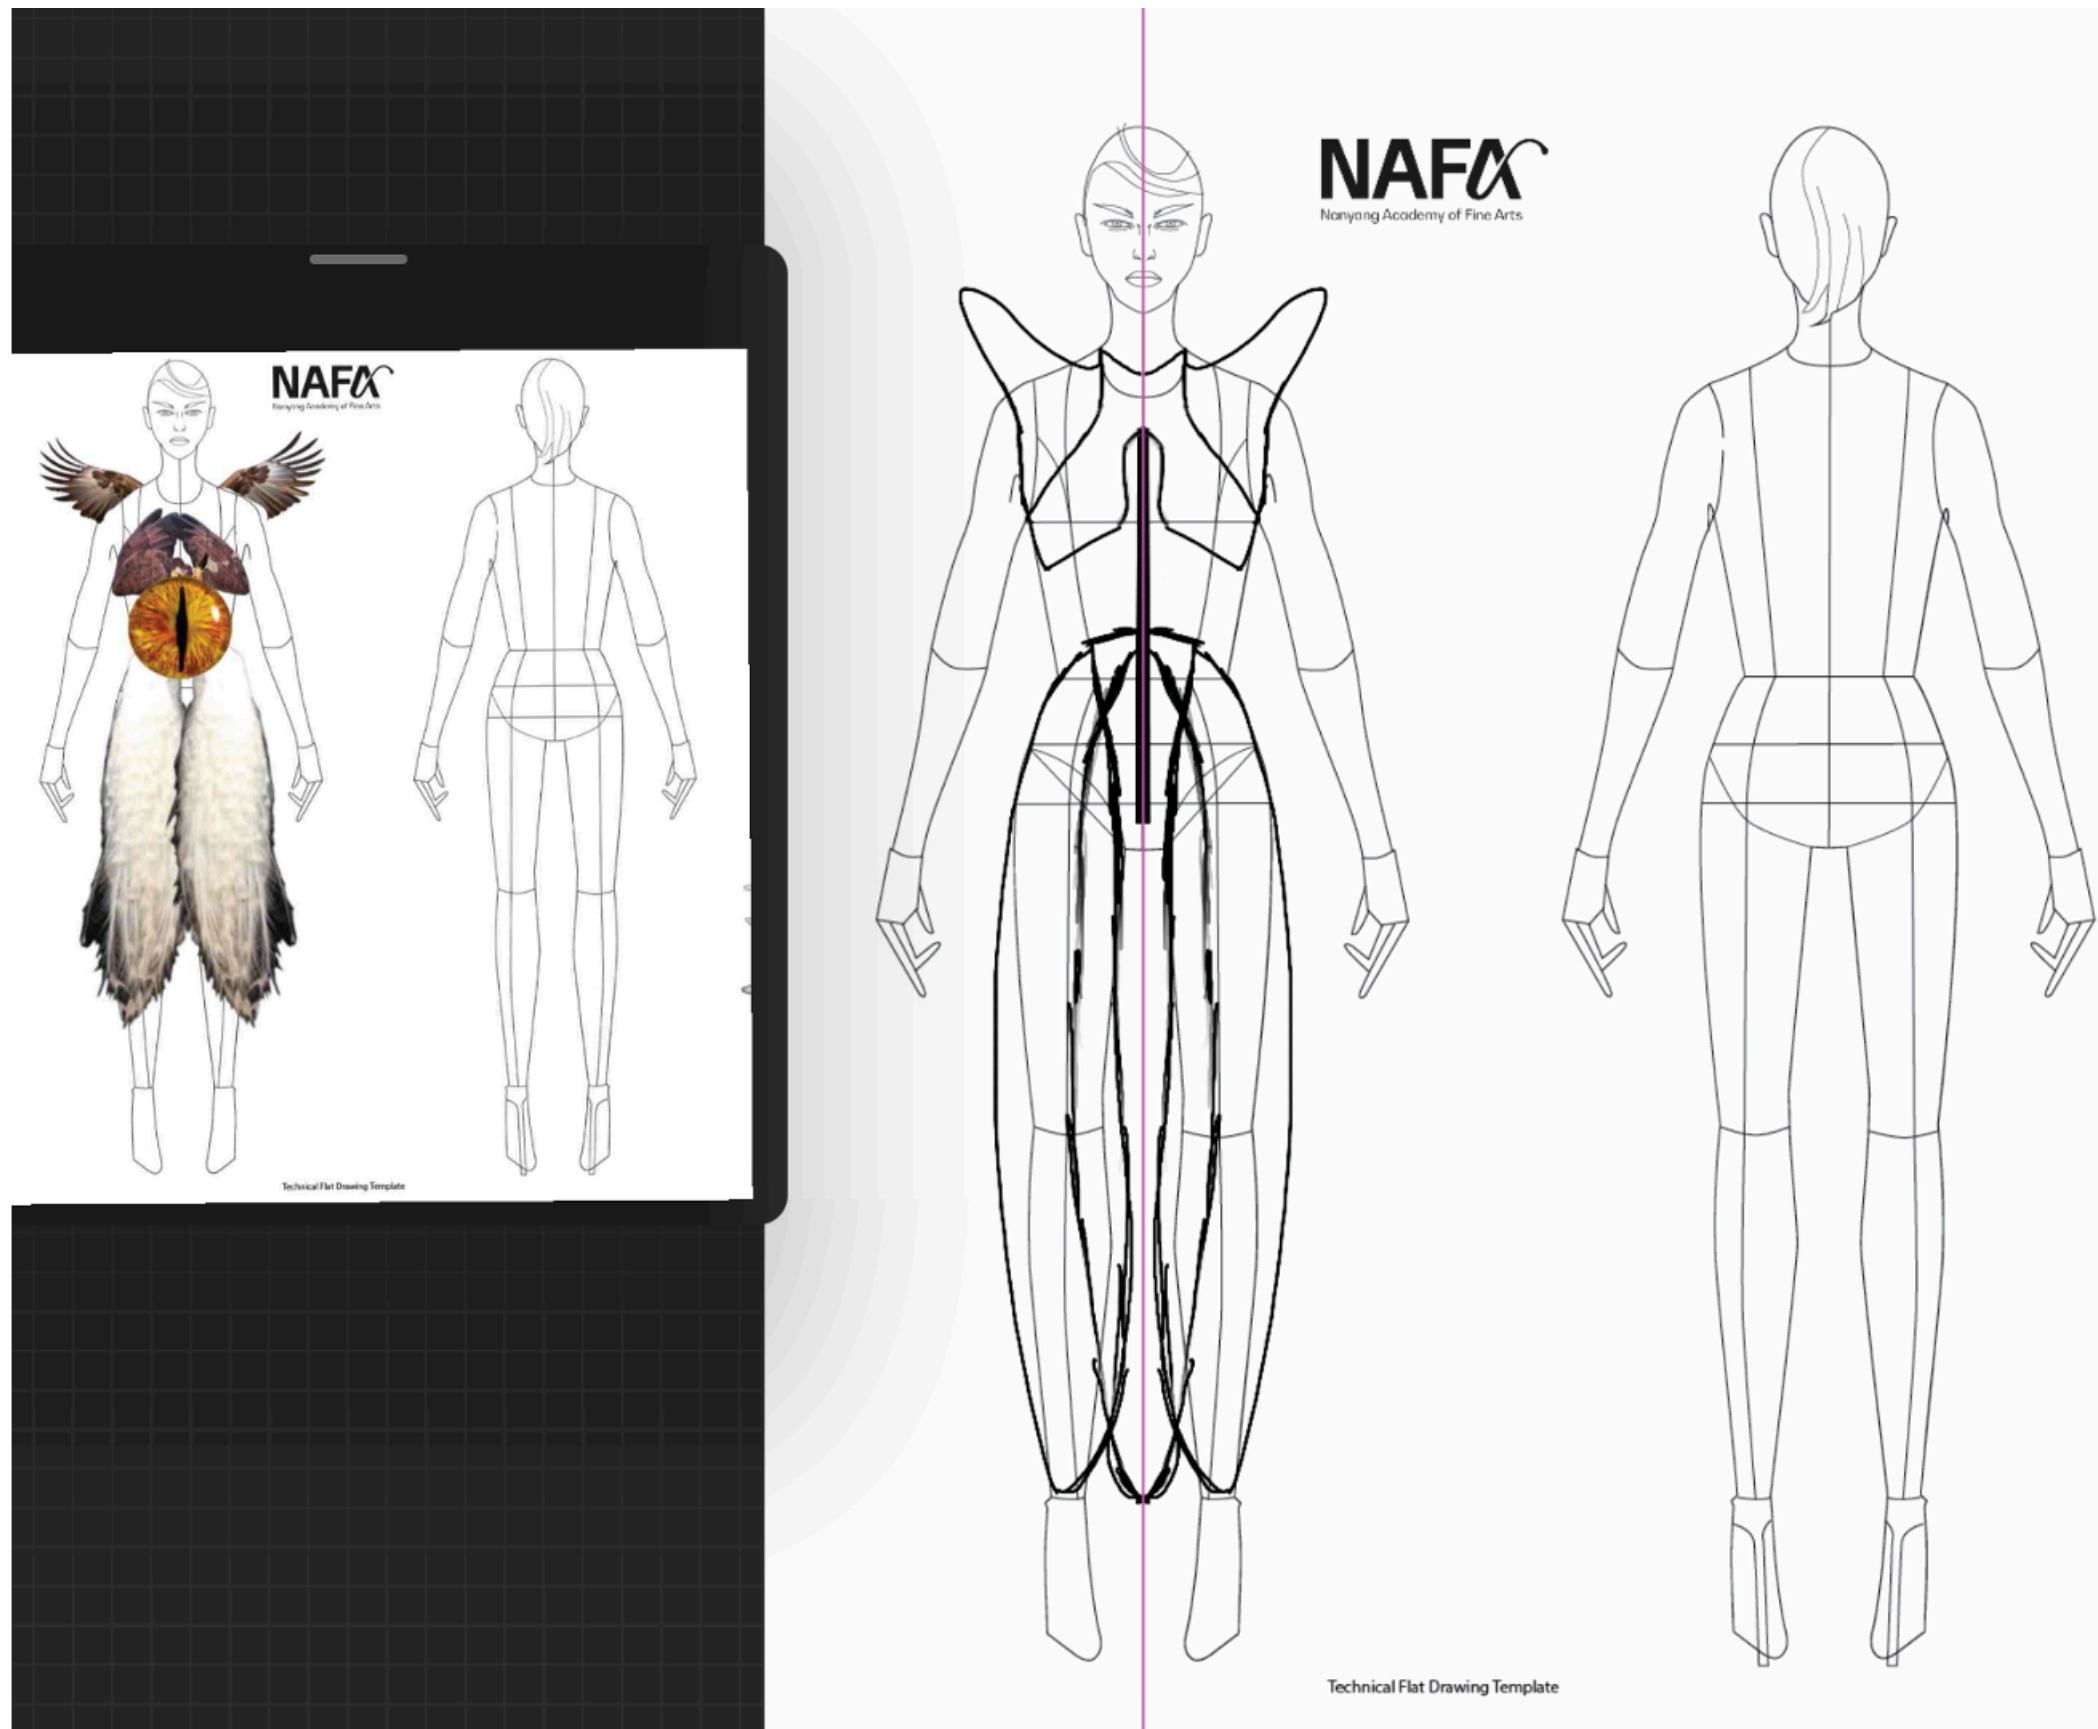 NAFA
Nanyang Academy of Fine Arts
Technical Flat Drawing Template
NAFA
Nanyang Academy of Fine Arts
Technical Flat Drawing Template